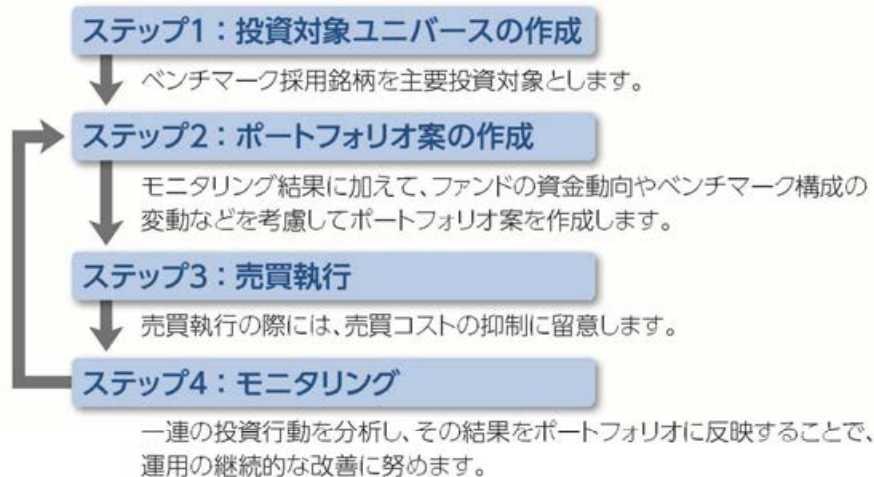 ステップ1：投資対象ユニバースの作成
ベンチマーク採用銘柄を主要投資対象とします。
ステップ2：ポートフォリオ案の作成
モニタリング結果に加えて、ファンドの資金動向やベンチマーク構成の
変動などを考慮してポートフォリオ案を作成します。
ステップ3：売買執行
売買執行の際には、売買コストの抑制に留意します。
ステップ4：モニタリング
一連の投資行動を分析し、その結果をポートフォリオに反映することで、
運用の継続的な改善に努めます。